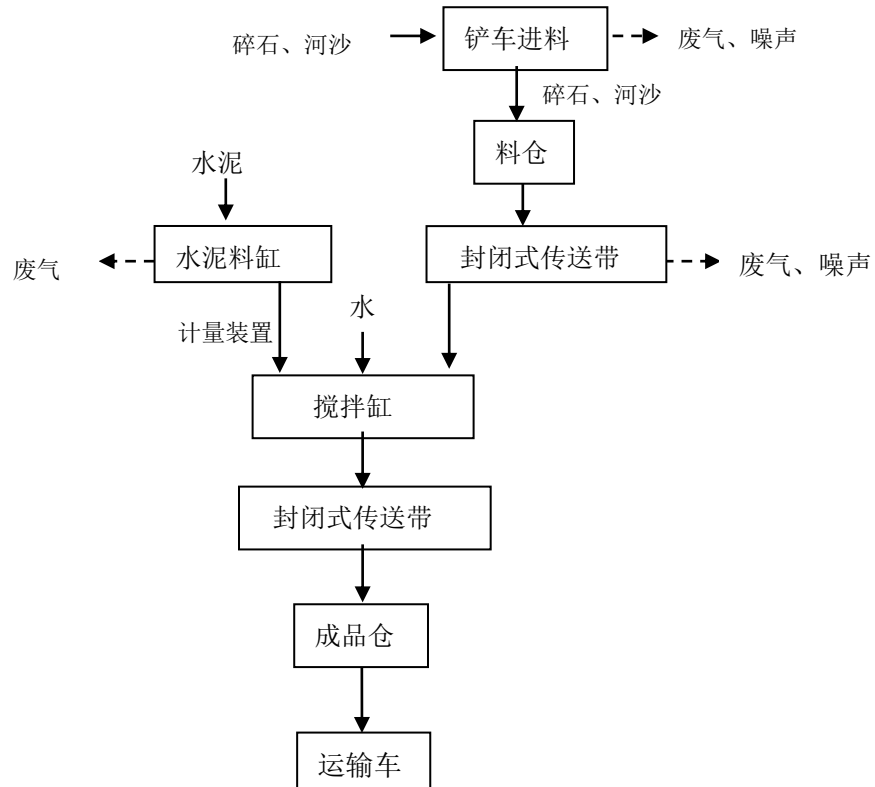 碎石、河沙
铲车进料
废气、噪声
碎石、河沙
料仓
水泥
水泥料缸
封闭式传送带
废气
废气、噪声
计量装置
水
搅拌缸
封闭式传送带
成品仓
运输车